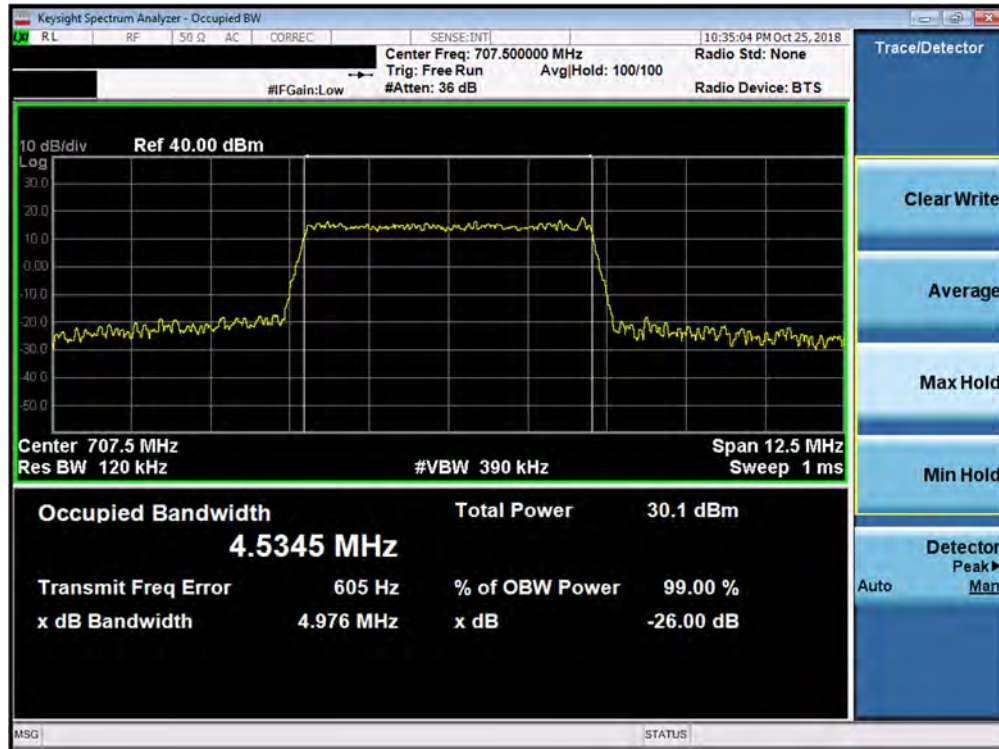 Keysight Spectrum Analyzer - Occupied BW
LXI RL RF 50 Ω AC CORREC SENSE:INT 10:35:04 PM Oct 25, 2018
Center Freq: 707.500000 MHz Radio Std: None
Trig: Free Run Avg|Hold: 100/100
#IFGain:Low #Atten: 36 dB Radio Device: BTS
10 dB/div Ref 40.00 dBm
Log
30.0
20.0
10.0
0.00
-10.0
-20.0
-30.0
-40.0
-50.0
Center 707.5 MHz Span 12.5 MHz
Res BW 120 kHz #VBW 390 kHz Sweep 1 ms
Occupied Bandwidth Total Power 30.1 dBm
4.5345 MHz
Transmit Freq Error 605 Hz % of OBW Power 99.00 %
x dB Bandwidth 4.976 MHz x dB -26.00 dB
MSG STATUS
Trace/Detector
Clear Write
Average
Max Hold
Min Hold
Detector
Peak▶
Auto Man